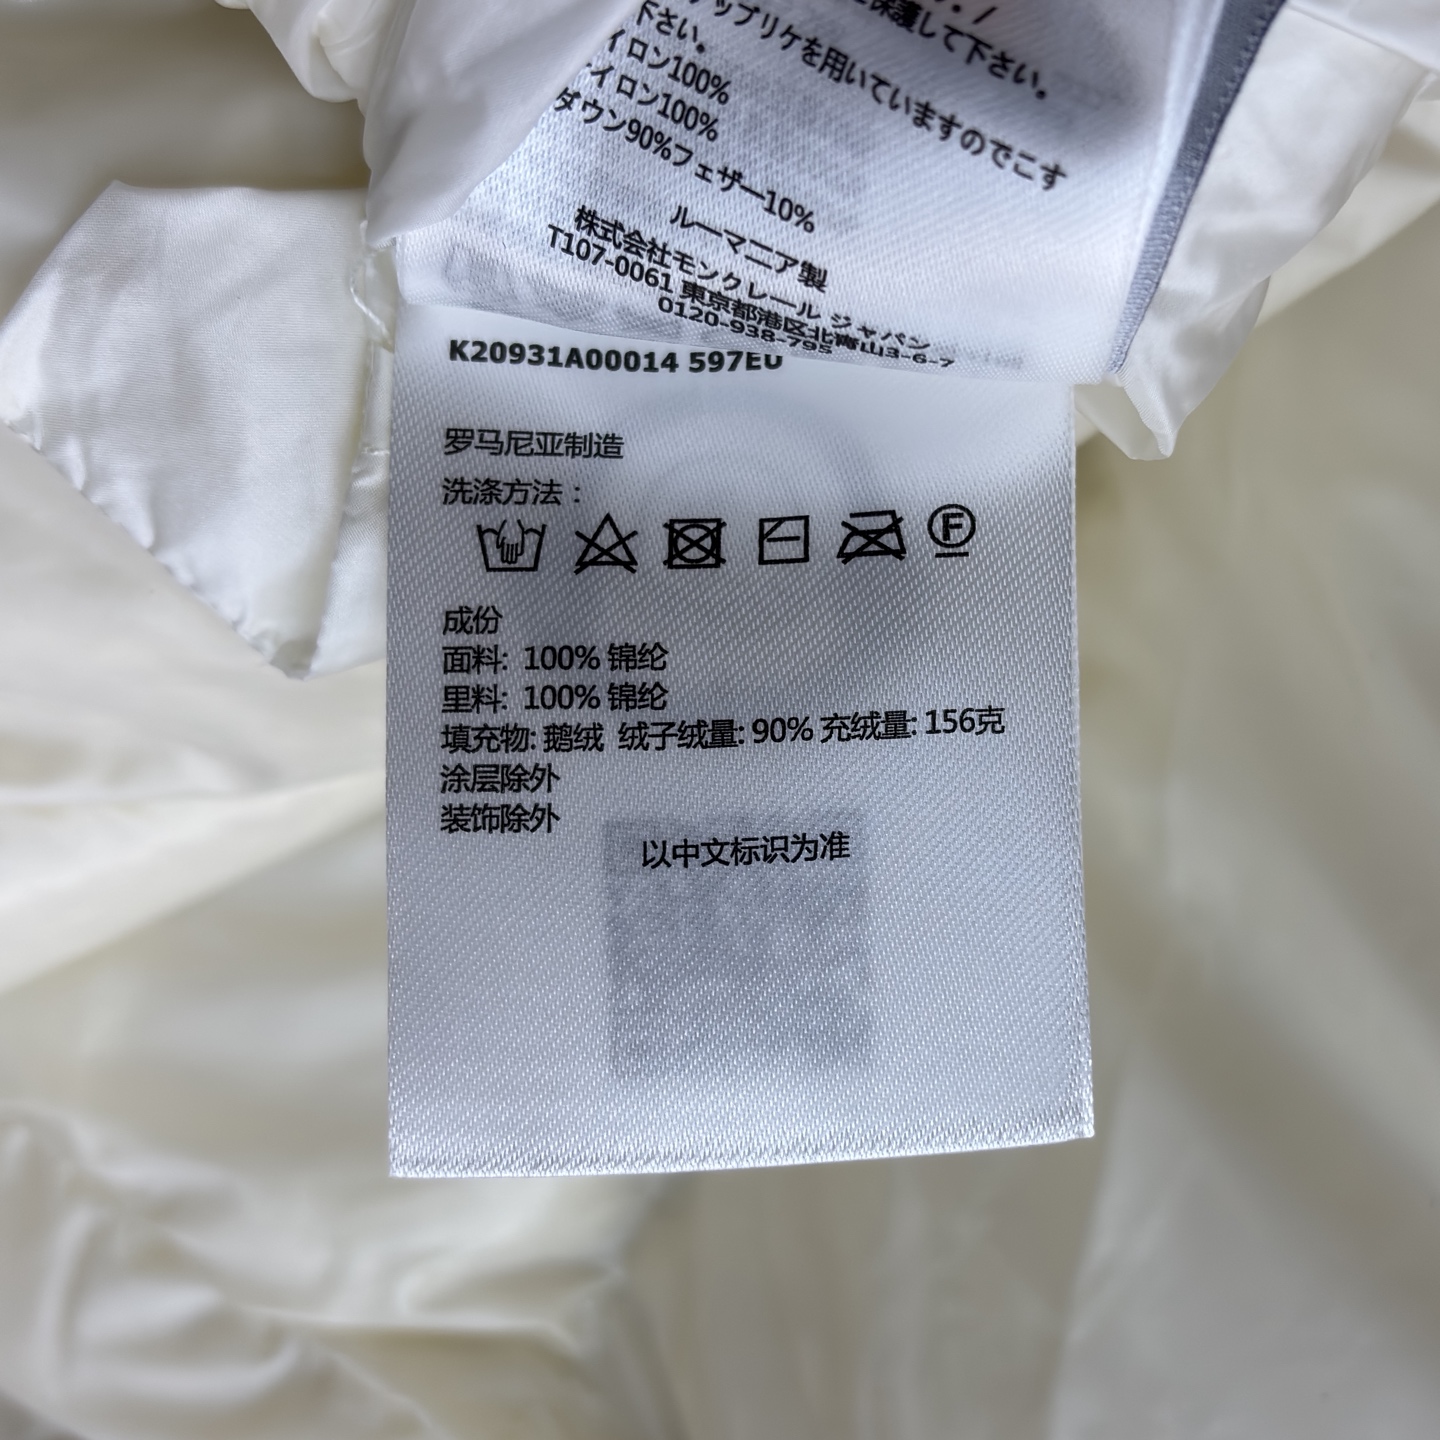 保護して下さい。
ップリケを用いていますのでこす
下さい。
イロン100%
イロン100%
ダウン90%フェザー10%
ルーマニア製
株式会社モンクレール ジャパン
T107-0061 東京都港区北青山3-6-7
0120-938-795
K20931A00014 597EU
罗马尼亚制造
洗涤方法：
F
成份
面料: 100% 锦纶
里料: 100% 锦纶
填充物: 鹅绒 绒子绒量: 90% 充绒量: 156克
涂层除外
装饰除外
以中文标识为准